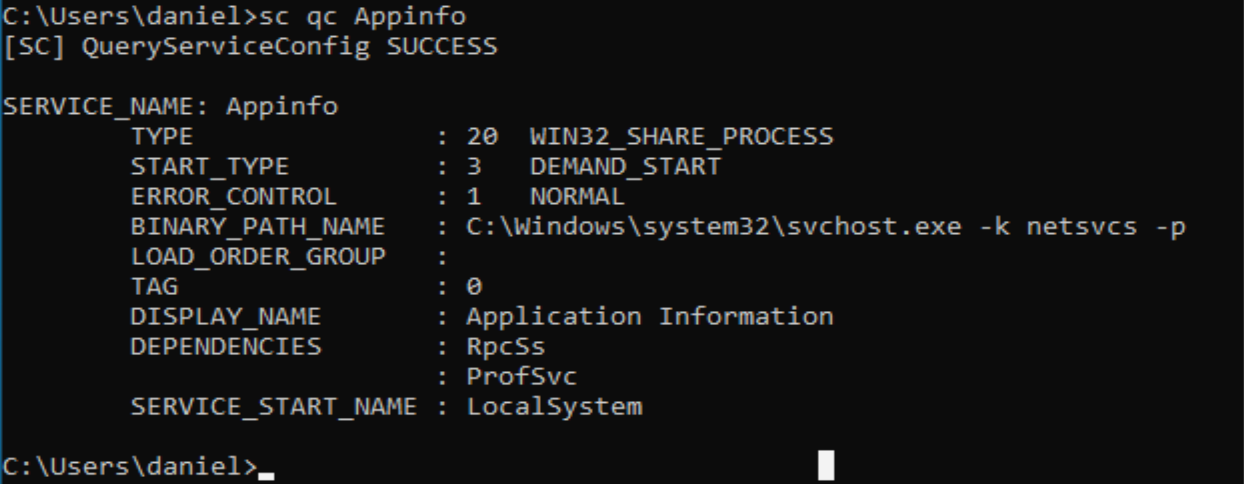 C:\Users\daniel>sc qc Appinfo
[SC] QueryServiceConfig SUCCESS

SERVICE_NAME: Appinfo
        TYPE               : 20  WIN32_SHARE_PROCESS
        START_TYPE         : 3   DEMAND_START
        ERROR_CONTROL      : 1   NORMAL
        BINARY_PATH_NAME   : C:\Windows\system32\svchost.exe -k netsvcs -p
        LOAD_ORDER_GROUP   :
        TAG                : 0
        DISPLAY_NAME       : Application Information
        DEPENDENCIES       : RpcSs
                           : ProfSvc
        SERVICE_START_NAME : LocalSystem

C:\Users\daniel>